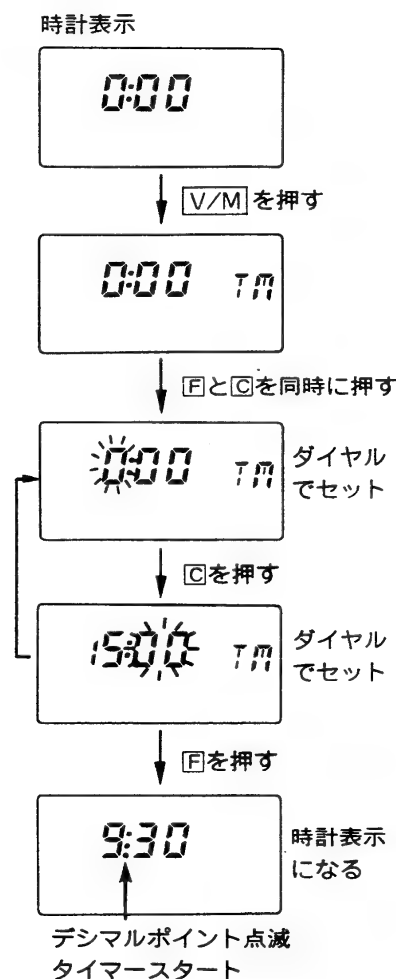 時計表示
0:00
V/Mを押す
0:00 TM
FとCを同時に押す
0:00 TM
ダイヤル
でセット
Cを押す
15:00 TM
ダイヤル
でセット
Fを押す
9:30
時計表示
になる
デシマルポイント点滅
タイマースタート